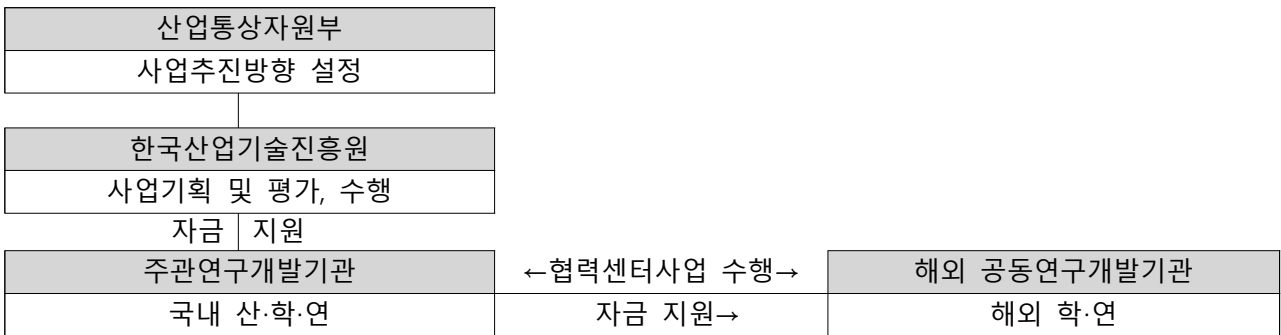 산업통상자원부
사업추진방향 설정
한국산업기술진흥원
사업기획 및 평가, 수행
자금 지원
주관연구개발기관 ←협력센터사업 수행→ 해외 공동연구개발기관
국내 산·학·연 자금 지원→ 해외 학·연